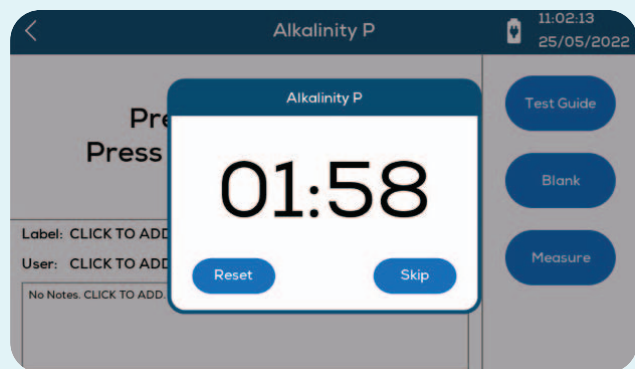 Alkalinity P
11:02:13
25/05/2022
Alkalinity P
Test Guide
Pre
Press
01:58
Blank
Label: CLICK TO ADD
User: CLICK TO ADD
Reset
Skip
Measure
No Notes. CLICK TO ADD.